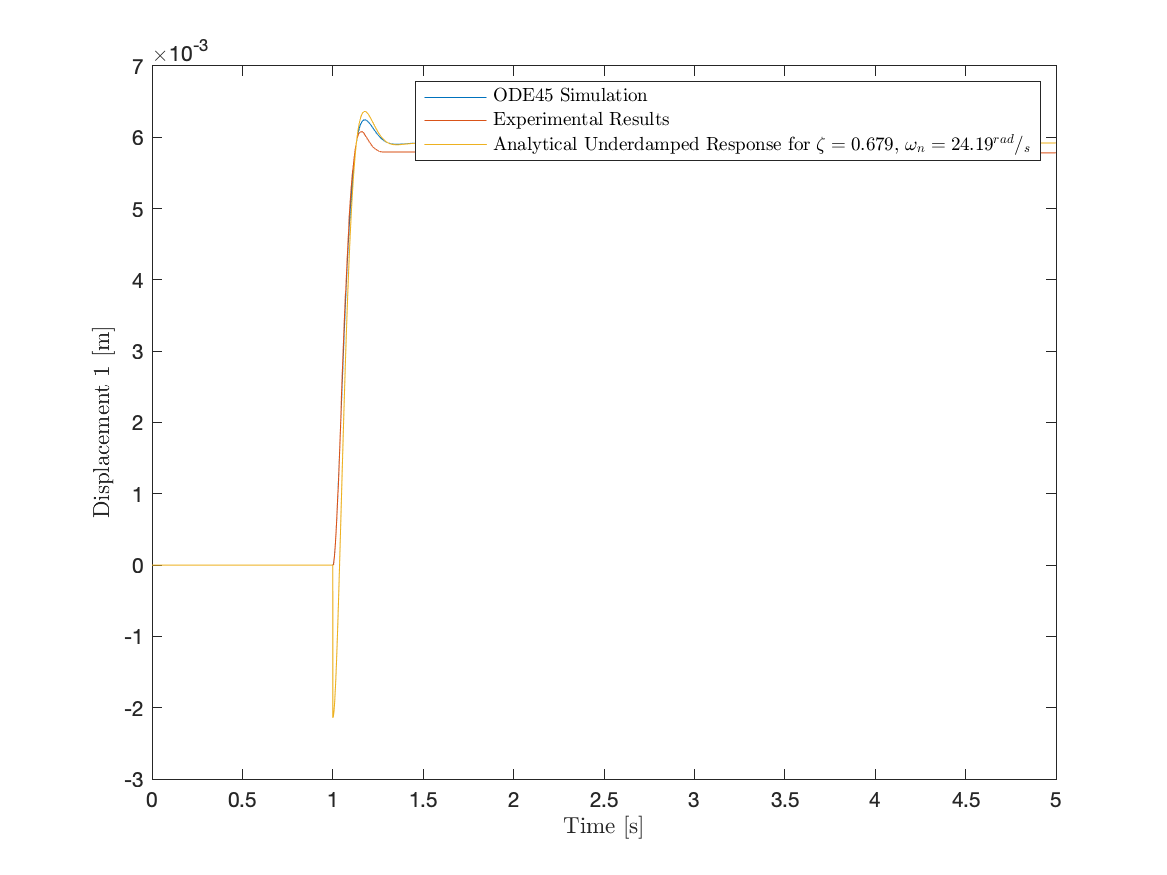 ×10⁻³
7
6
5
4
3
2
1
0
-1
-2
-3
Displacement 1 [m]
ODE45 Simulation
Experimental Results
Analytical Underdamped Response for ζ = 0.679, ωₙ = 24.19ʳᵃᵈ/ₛ
0 0.5 1 1.5 2 2.5 3 3.5 4 4.5 5
Time [s]